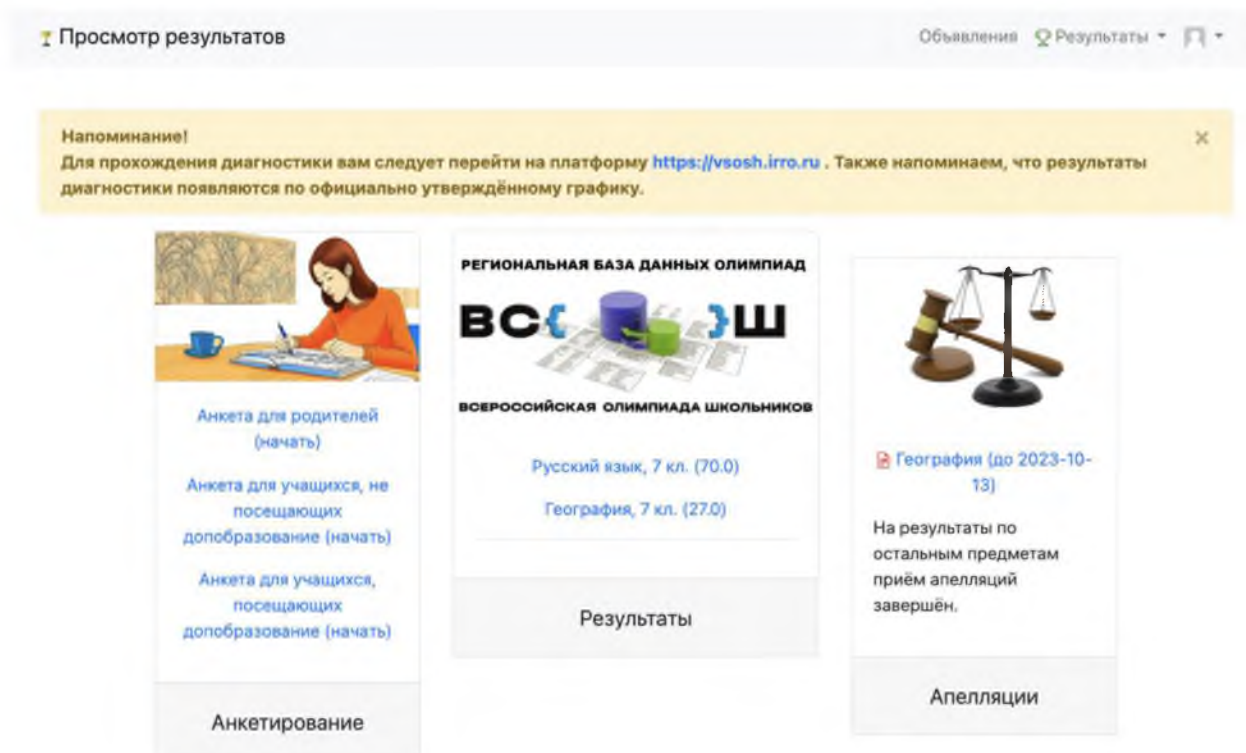 Просмотр результатов
Объявления Результаты
Напоминание!
Для прохождения диагностики вам следует перейти на платформу https://vsosh.irro.ru . Также напоминаем, что результаты
диагностики появляются по официально утверждённому графику.
×
Анкета для родителей
(начать)
Анкета для учащихся, не
посещающих
допобразование (начать)
Анкета для учащихся,
посещающих
допобразование (начать)
Анкетирование
РЕГИОНАЛЬНАЯ БАЗА ДАННЫХ ОЛИМПИАД
ВС{ }Ш
ВСЕРОССИЙСКАЯ ОЛИМПИАДА ШКОЛЬНИКОВ
Русский язык, 7 кл. (70.0)
География, 7 кл. (27.0)
Результаты
География (до 2023-10-
13)
На результаты по
остальным предметам
приём апелляций
завершён.
Апелляции